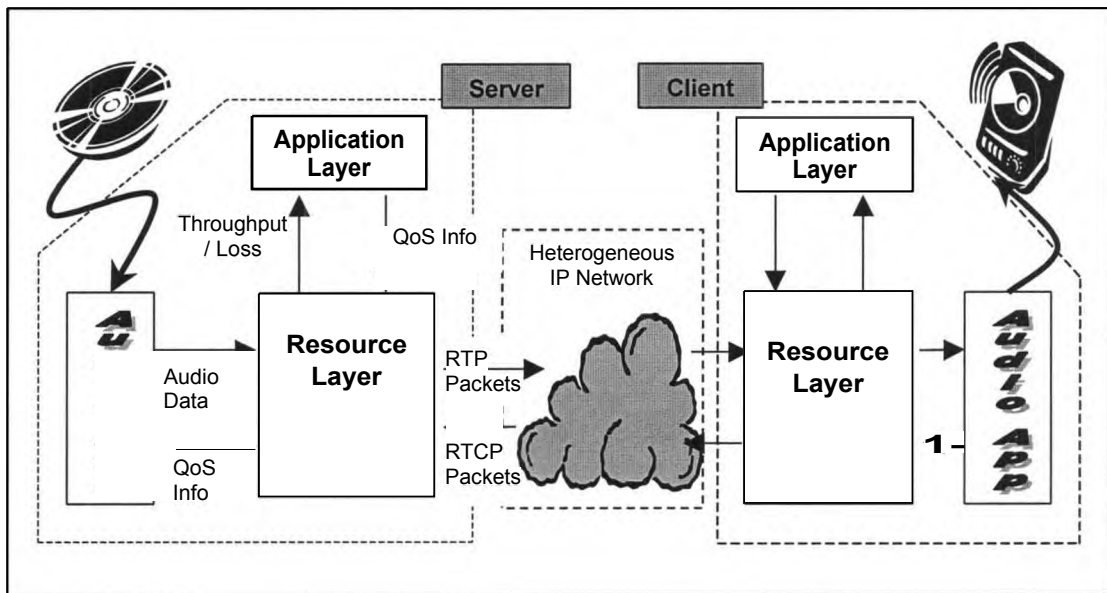 Server
Client
Application
Layer
Application
Layer
Throughput
/ Loss
QoS Info
Heterogeneous
IP Network
Au
Resource
Layer
Audio
Data
QoS
Info
RTP
Packets
RTCP
Packets
Resource
Layer
1
Audio App